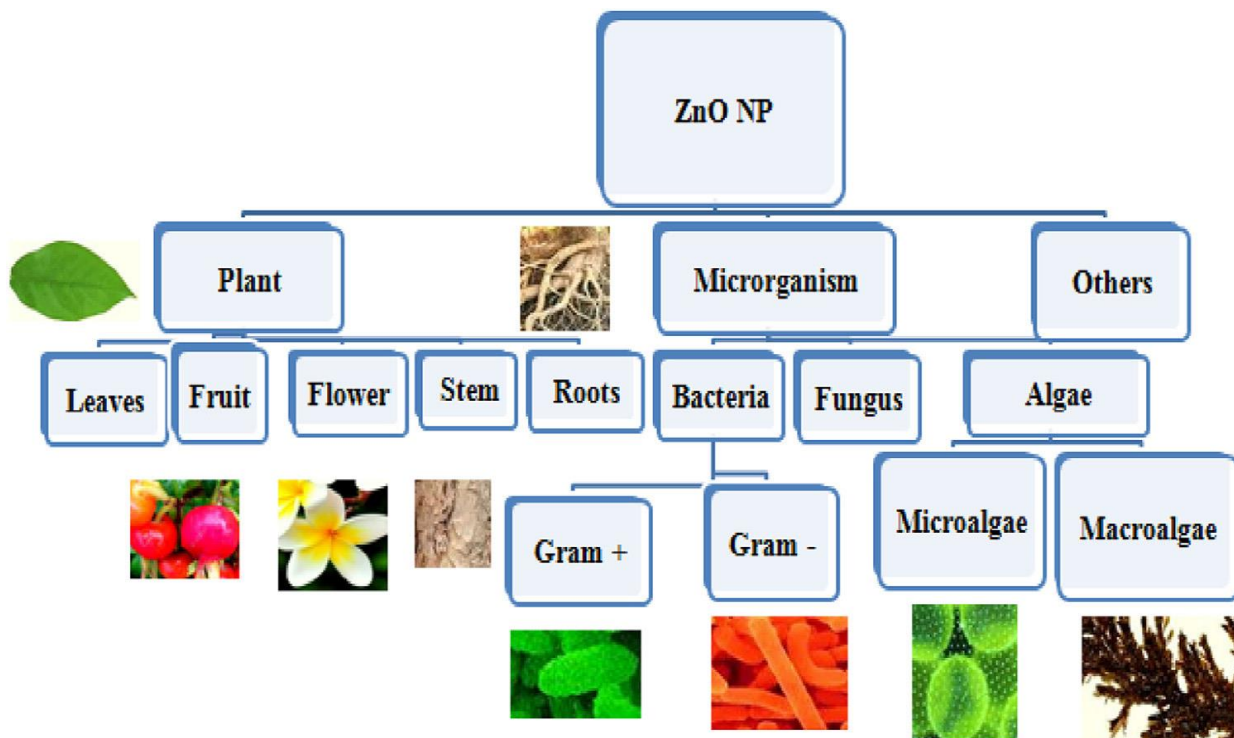 ZnO NP
Plant
Microrganism
Others
Leaves
Fruit
Flower
Stem
Roots
Bacteria
Fungus
Algae
Gram +
Gram -
Microalgae
Macroalgae